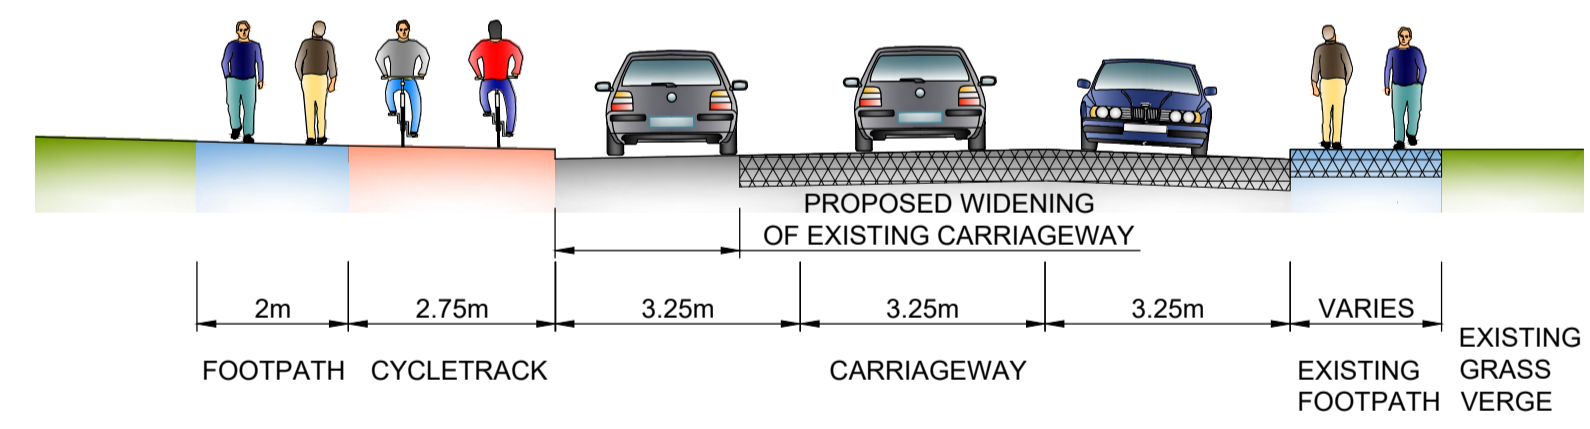 PROPOSED WIDENING
OF EXISTING CARRIAGEWAY
2m
2.75m
3.25m
3.25m
3.25m
VARIES
FOOTPATH
CYCLETRACK
CARRIAGEWAY
EXISTING
FOOTPATH
EXISTING
GRASS
VERGE